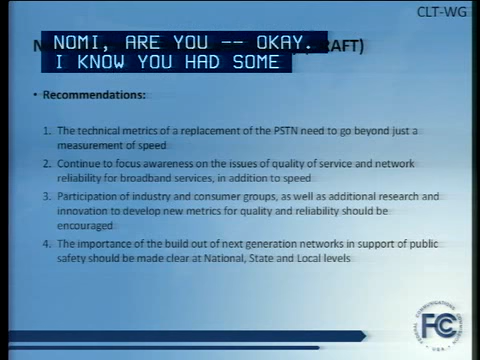 CLT-WG
NOMI, ARE YOU -- OKAY.
I KNOW YOU HAD SOME
RAFT)
• Recommendations:
1. The technical metrics of a replacement of the PSTN need to go beyond just a
measurement of speed
2. Continue to focus awareness on the issues of quality of service and network
reliability for broadband services, in addition to speed
3. Participation of industry and consumer groups, as well as additional research and
innovation to develop new metrics for quality and reliability should be
encouraged
4. The importance of the build out of next generation networks in support of public
safety should be made clear at National, State and Local levels
FEDERAL COMMUNICATIONS COMMISSION
FCC
USA